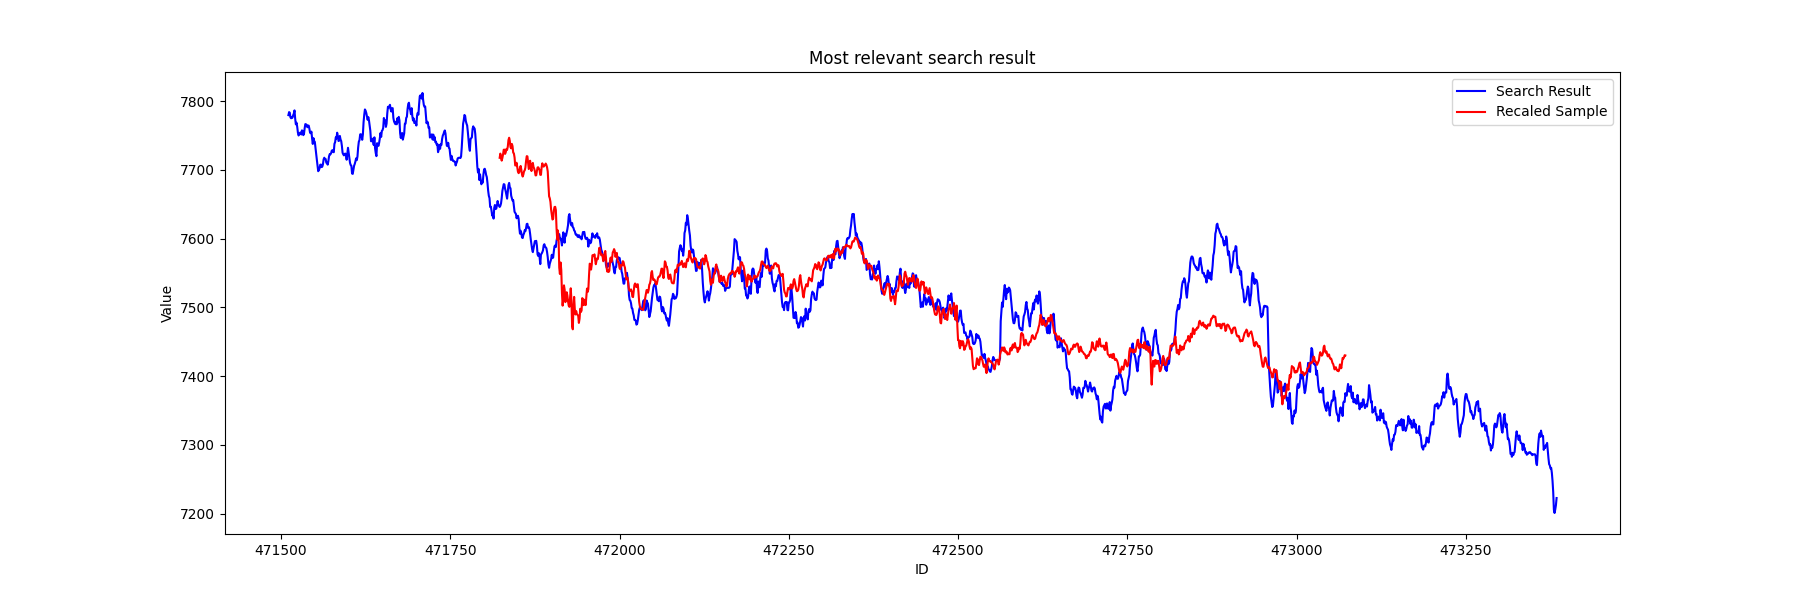 Most relevant search result
Search Result
Recaled Sample
Value
7800
7700
7600
7500
7400
7300
7200
471500 471750 472000 472250 472500 472750 473000 473250
ID